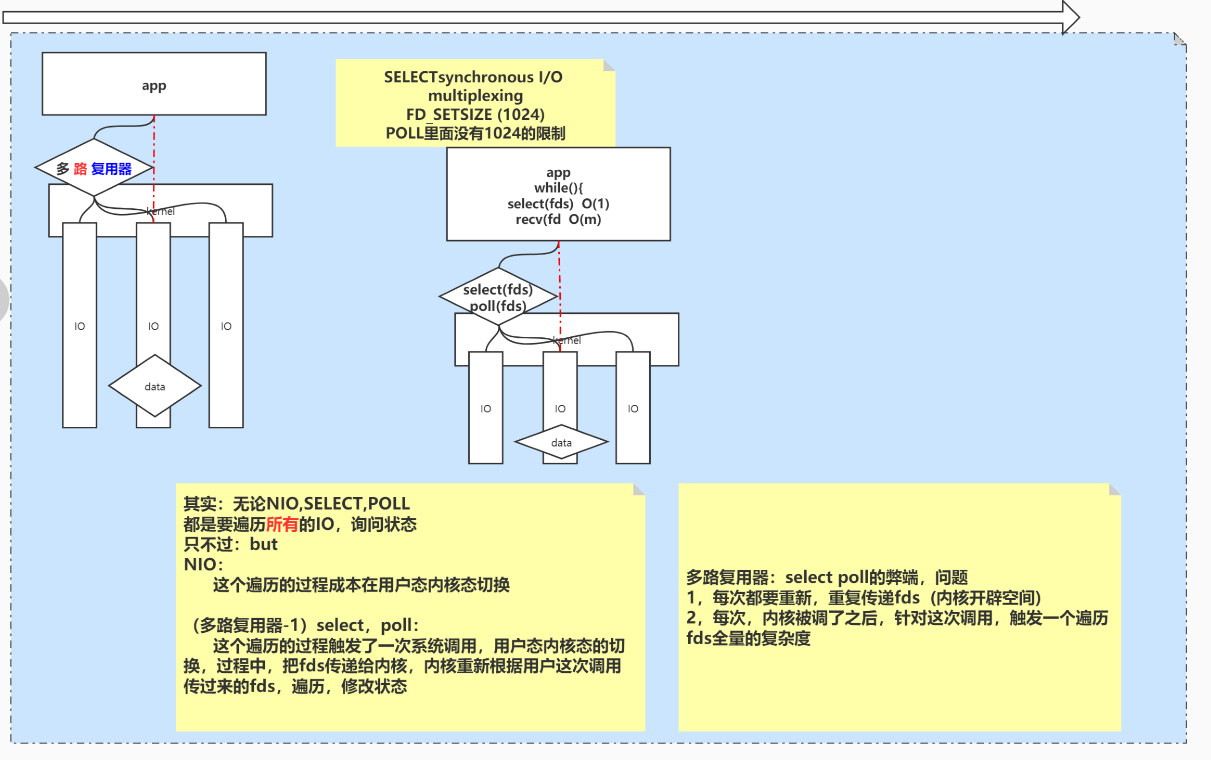 app
多 路 复用器
kernel
IO
IO
IO
data
SELECTsynchronous I/O
multiplexing
FD_SETSIZE (1024)
POLL里面没有1024的限制
app
while(){
select(fds)  O(1)
recv(fd  O(m)
select(fds)
poll(fds)
kernel
IO
IO
IO
data
其实：无论NIO,SELECT,POLL
都是要遍历所有的IO，询问状态
只不过：but
NIO：
这个遍历的过程成本在用户态内核态切换
（多路复用器-1）select，poll：
这个遍历的过程触发了一次系统调用，用户态内核态的切
换，过程中，把fds传递给内核，内核重新根据用户这次调用
传过来的fds，遍历，修改状态
多路复用器：select poll的弊端，问题
1，每次都要重新，重复传递fds（内核开辟空间)
2，每次，内核被调了之后，针对这次调用，触发一个遍历
fds全量的复杂度